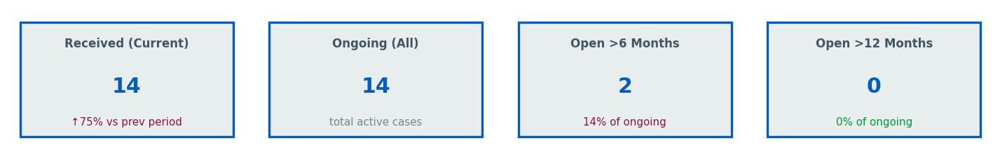 Received (Current)
14
↑75% vs prev period
Ongoing (All)
14
total active cases
Open >6 Months
2
14% of ongoing
Open >12 Months
0
0% of ongoing